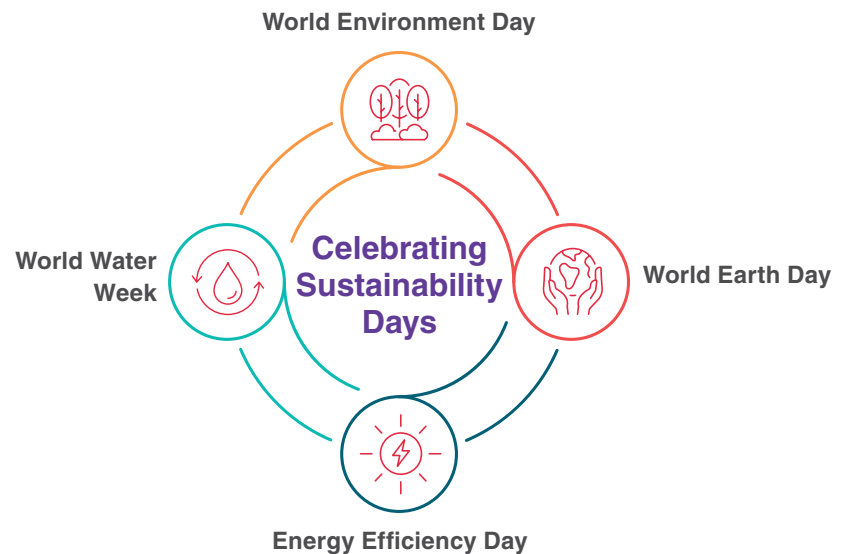 World Environment Day
World Water
Week
Celebrating
Sustainability
Days
World Earth Day
Energy Efficiency Day